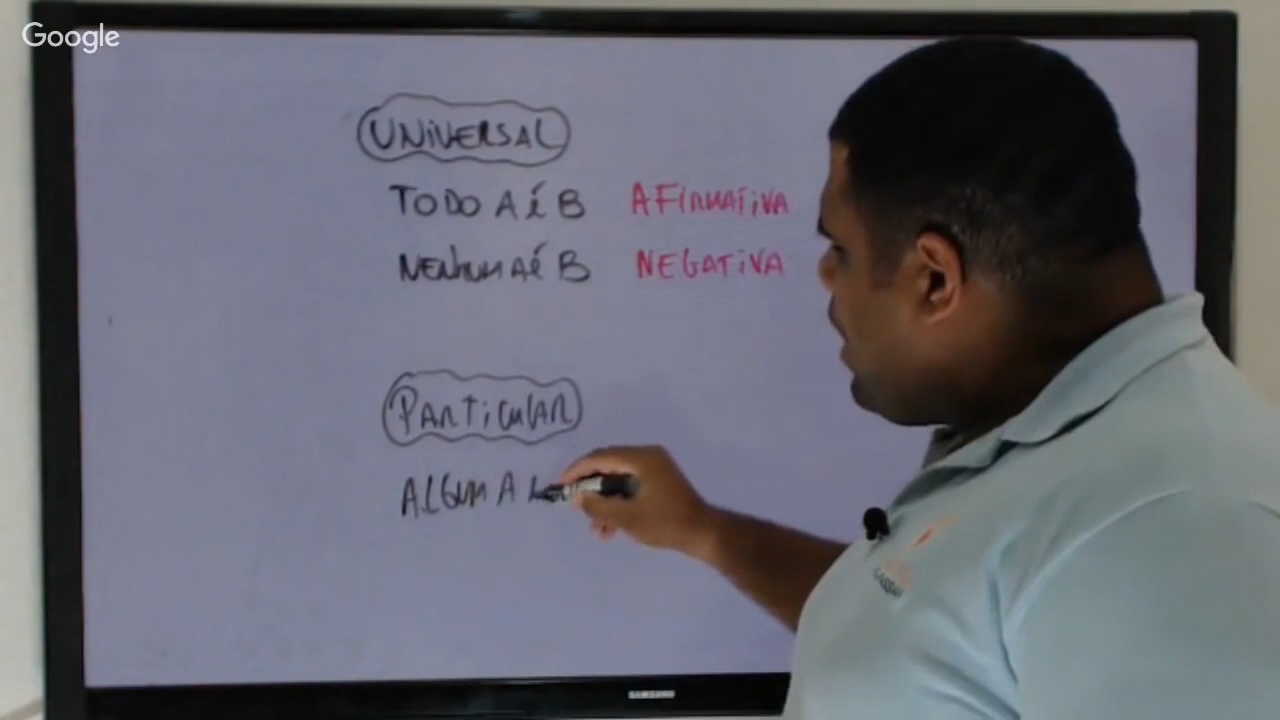 Google
UNIVERSAL
TODO A É B AFIRMATIVA
NENHUM A É B NEGATIVA
PARTICULAR
ALGUM A
SAMSUNG